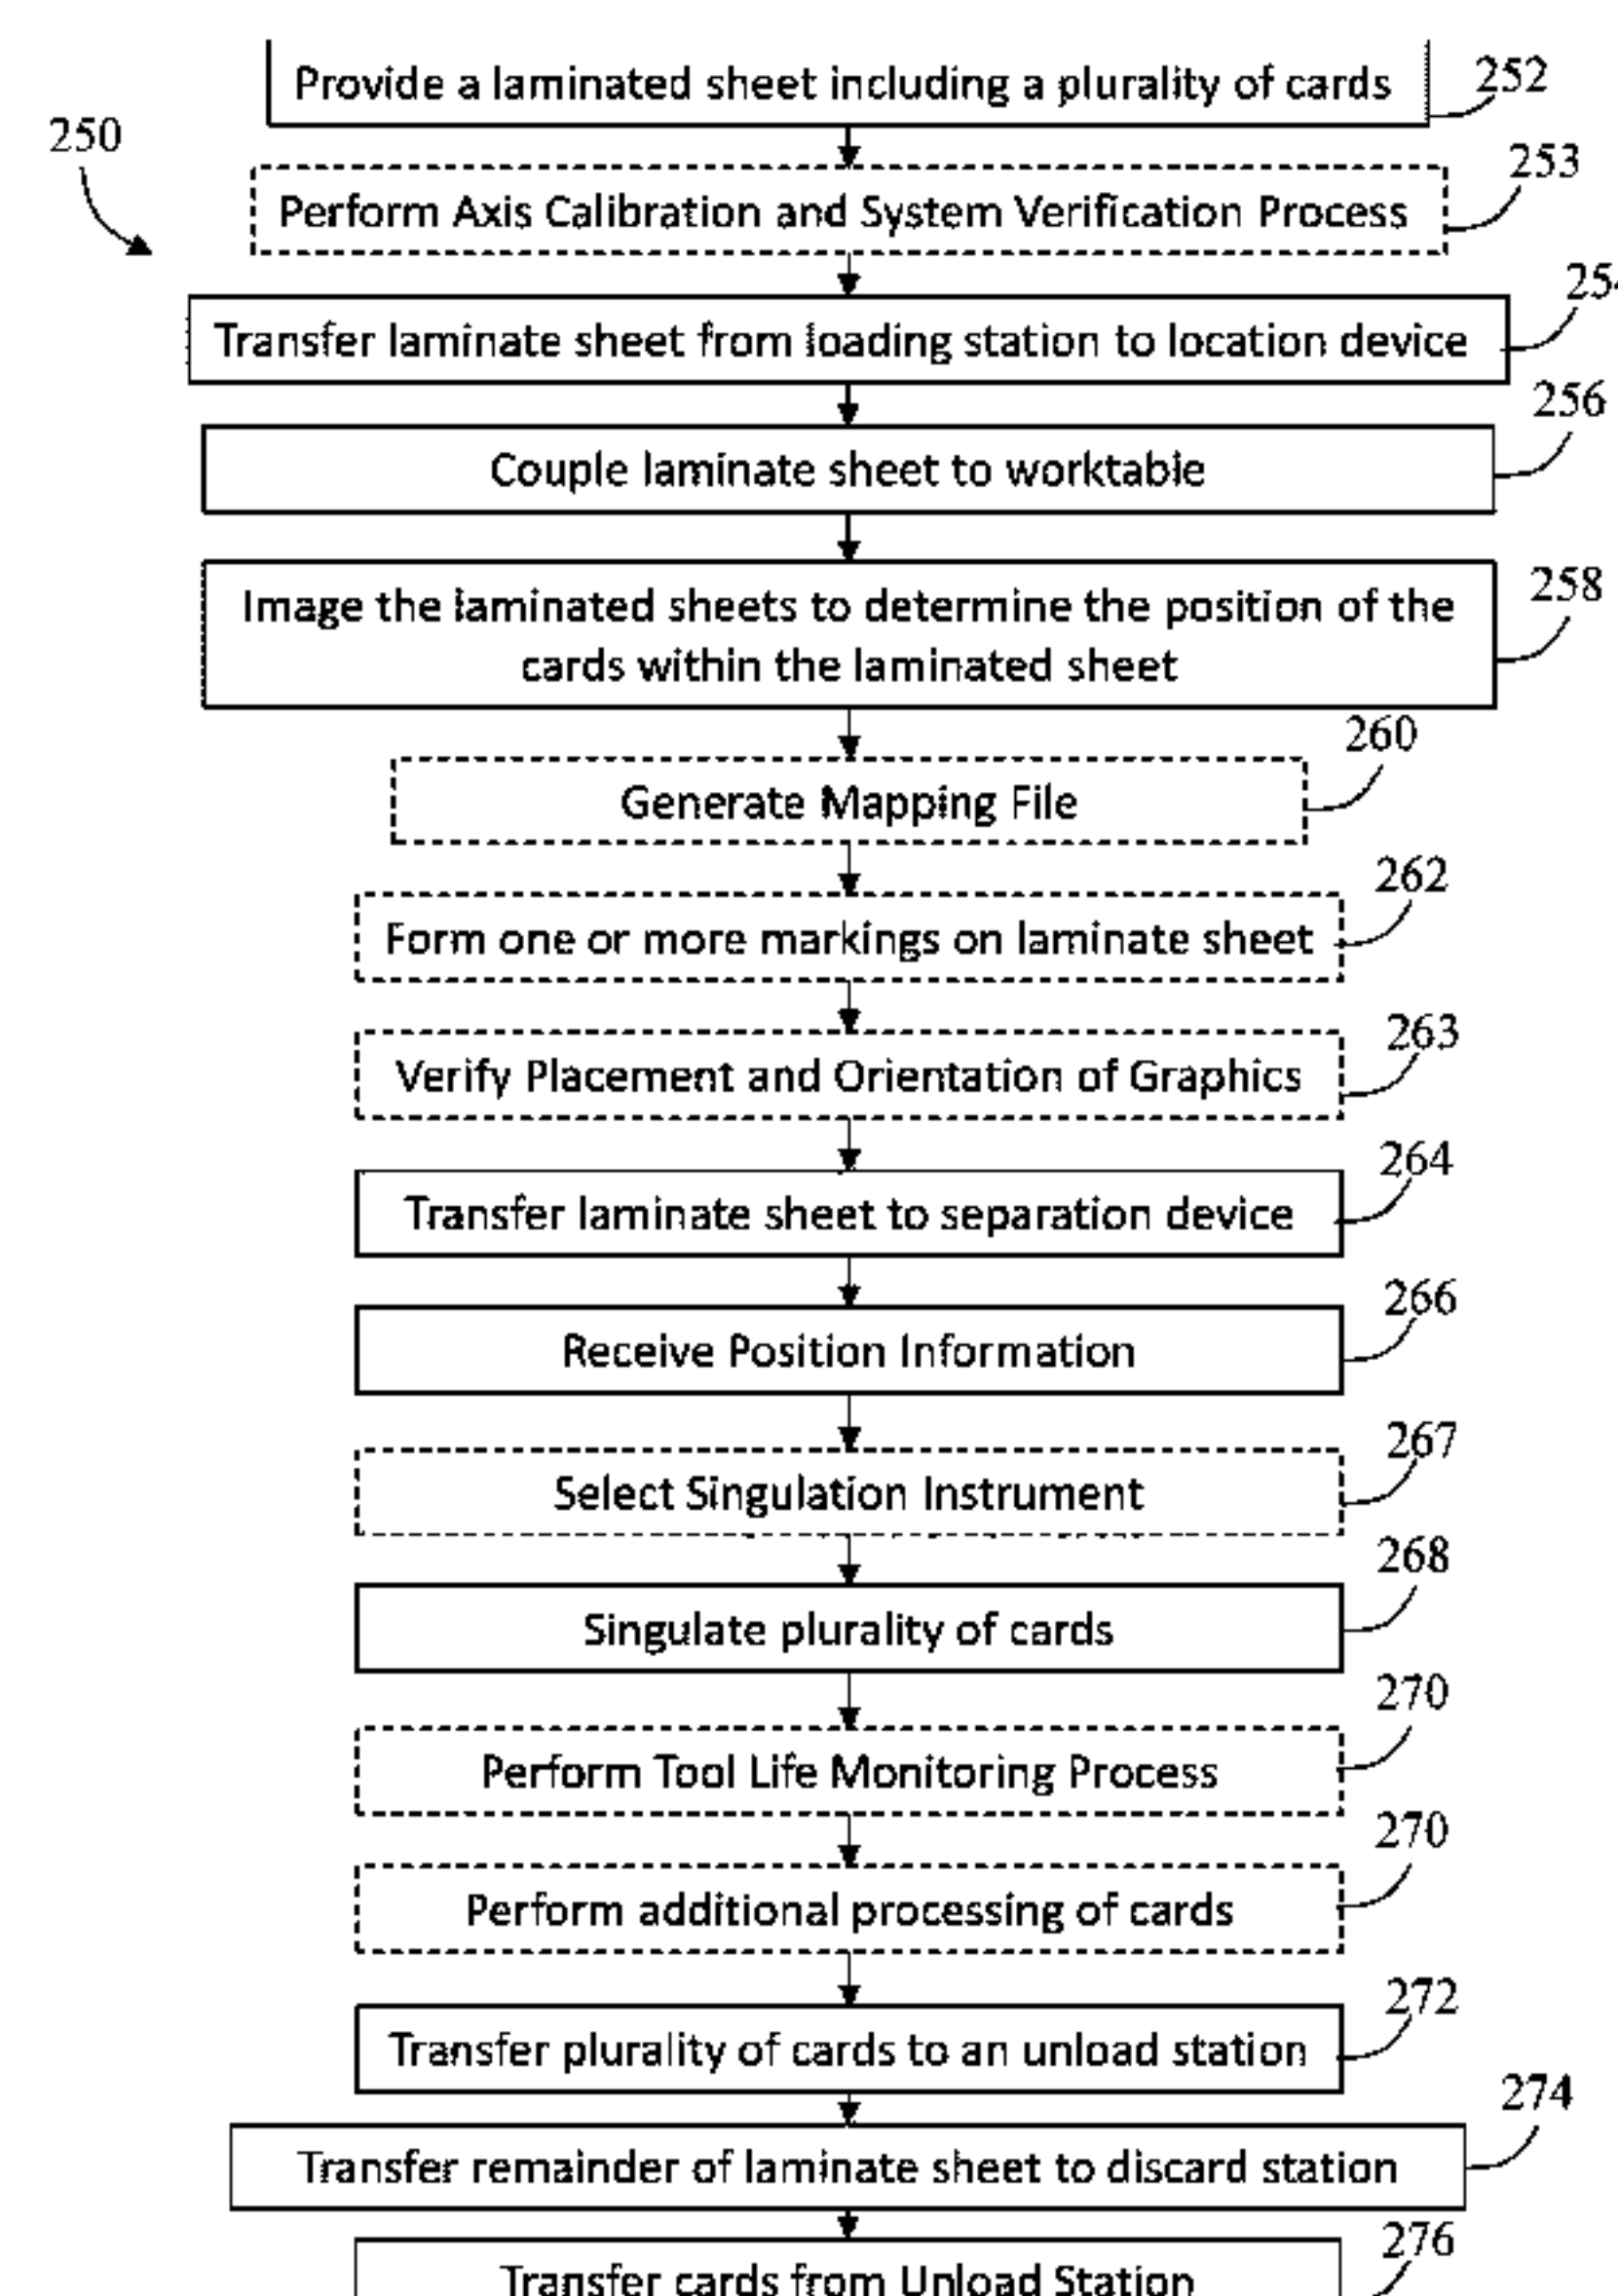 Provide a laminated sheet including a plurality of cards
252
250
253
Perform Axis Calibration and System Verification Process
254
Transfer laminate sheet from loading station to location device
256
Couple laminate sheet to worktable
258
Image the laminated sheets to determine the position of the
cards within the laminated sheet
260
Generate Mapping File
262
Form one or more markings on laminate sheet
263
Verify Placement and Orientation of Graphics
264
Transfer laminate sheet to separation device
266
Receive Position Information
267
Select Singulation Instrument
268
Singulate plurality of cards
270
Perform Tool Life Monitoring Process
270
Perform additional processing of cards
272
Transfer plurality of cards to an unload station
274
Transfer remainder of laminate sheet to discard station
276
Transfer cards from Unload Station